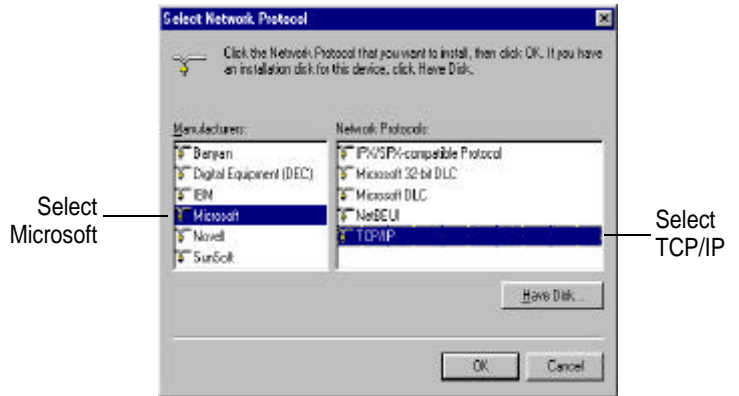 Select Network Protocol
Click the Network Protocol that you want to install, then click OK. If you have
an installation disk for this device, click Have Disk.
Manufacturers:
Banyan
Digital Equipment (DEC)
IBM
Microsoft
Novell
SunSoft
Network Protocols:
IPX/SPX-compatible Protocol
Microsoft 32-bit DLC
Microsoft DLC
NetBEUI
TCP/IP
Select
Microsoft
Select
TCP/IP
Have Disk...
OK
Cancel